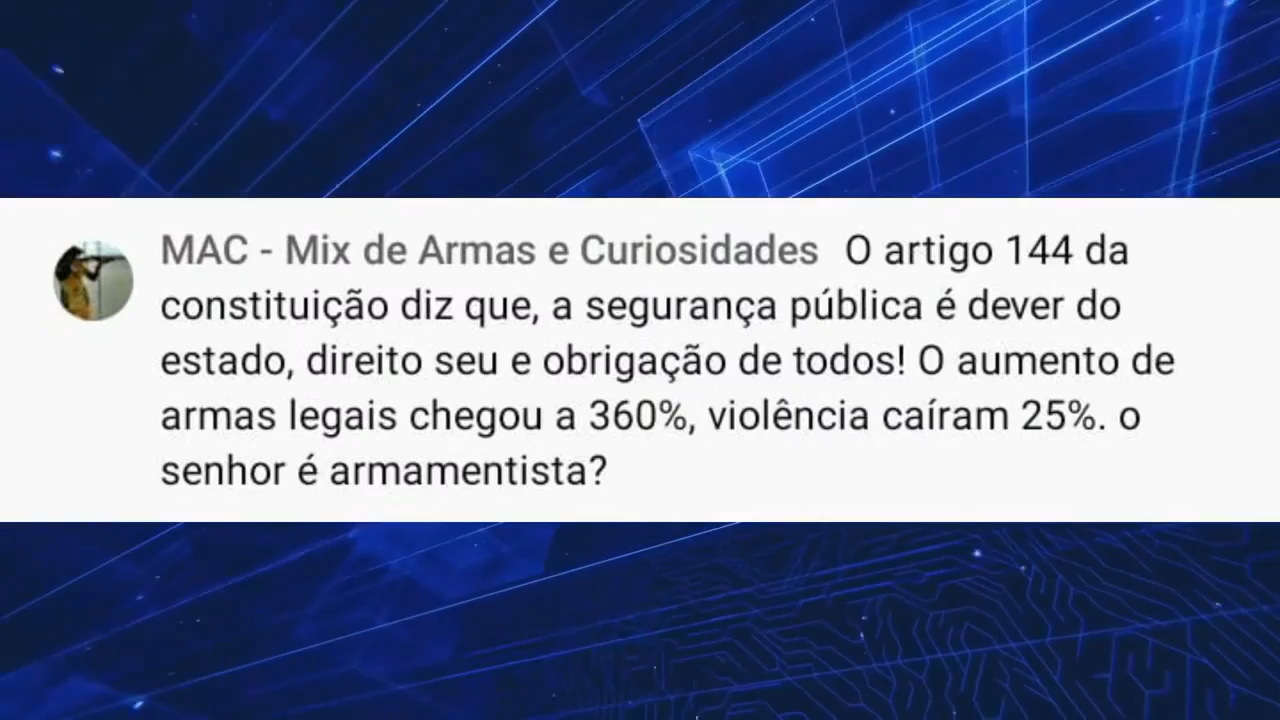 MAC - Mix de Armas e Curiosidades O artigo 144 da
constituição diz que, a segurança pública é dever do
estado, direito seu e obrigação de todos! O aumento de
armas legais chegou a 360%, violência caíram 25%. o
senhor é armamentista?